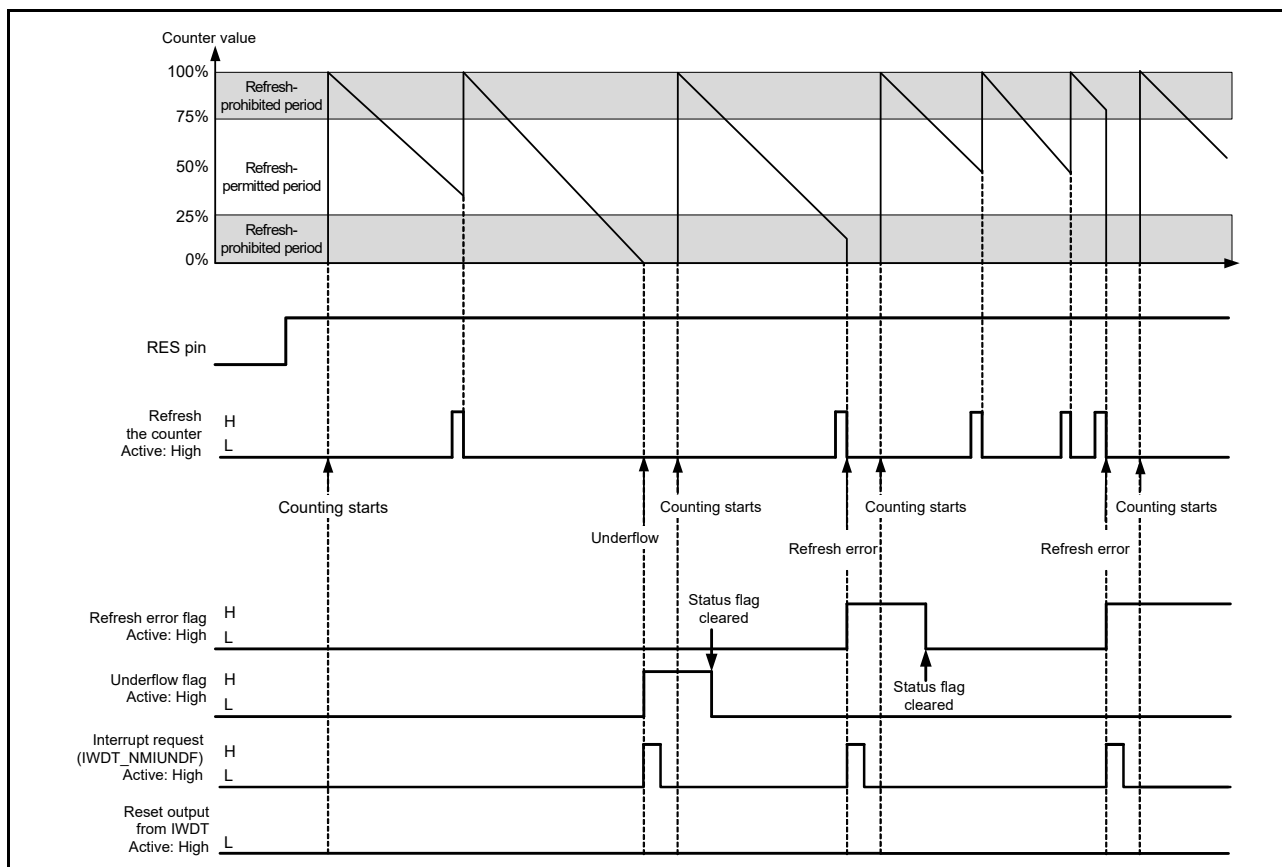 Counter value
100%
Refresh-
prohibited period
75%
50%
Refresh-
permitted period
25%
Refresh-
prohibited period
0%
RES pin
Refresh
the counter
Active: High
H
L
Counting starts
Counting starts
Counting starts
Counting starts
Underflow
Refresh error
Refresh error
Refresh error flag
Active: High
H
L
Status flag
cleared
Underflow flag
Active: High
H
L
Status flag
cleared
Interrupt request
(IWDT_NMIUNDF)
Active: High
H
L
Reset output
from IWDT
Active: High
L